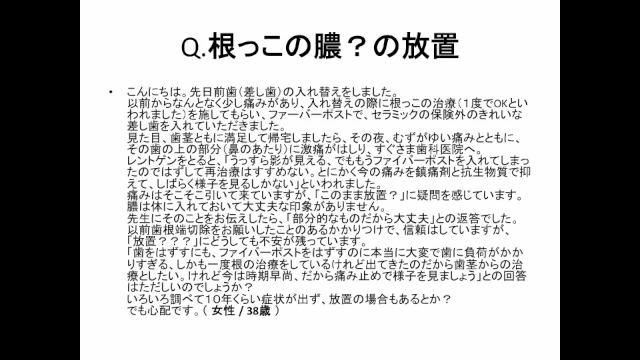 Q.根っこの膿？の放置
• こんにちは。先日前歯（差し歯）の入れ替えをしました。
以前からなんとなく少し痛みがあり、入れ替えの際に根っこの治療（１度でOKとい
われました）を施してもらい、ファーバーポストで、セラミックの保険外のきれいな
差し歯を入れていただきました。
見た目、歯茎ともに満足して帰宅しましたら、その夜、むずがゆい痛みとともに、
その歯の上の部分（鼻のあたり）に激痛がはしり、すぐさま歯科医院へ。
レントゲンをとると、「うっすら影が見える、でももうファイバーポストを入れてしまっ
たのではずして再治療はすすめない。とにかく今の痛みを鎮痛剤と抗生物質で抑
えて、しばらく様子を見るしかない」といわれました。
痛みはそこそこ引いて来ていますが、「このまま放置？」に疑問を感じています。
膿は体に入れておいて大丈夫な印象がありません。
先生にそのことをお伝えしたら、「部分的なものだから大丈夫」との返答でした。
以前歯根端切除をお願いしたことのあるかかりつけで、信頼はしていますが、
「放置？？？」にどうしても不安が残っています。
「歯をはずすにも、ファイバーポストをはずすのに本当に大変で歯に負荷がかか
りすぎる、しかも一度根の治療をしているけれど出てきたのだから歯茎からの治
療としたい。けれど今は時期早尚、だから痛み止めで様子を見ましょう」との回答
はただしいのでしょうか？
いろいろ調べて１０年くらい症状が出ず、放置の場合もあるとか？
でも心配です。（ 女性 / 38歳 ）